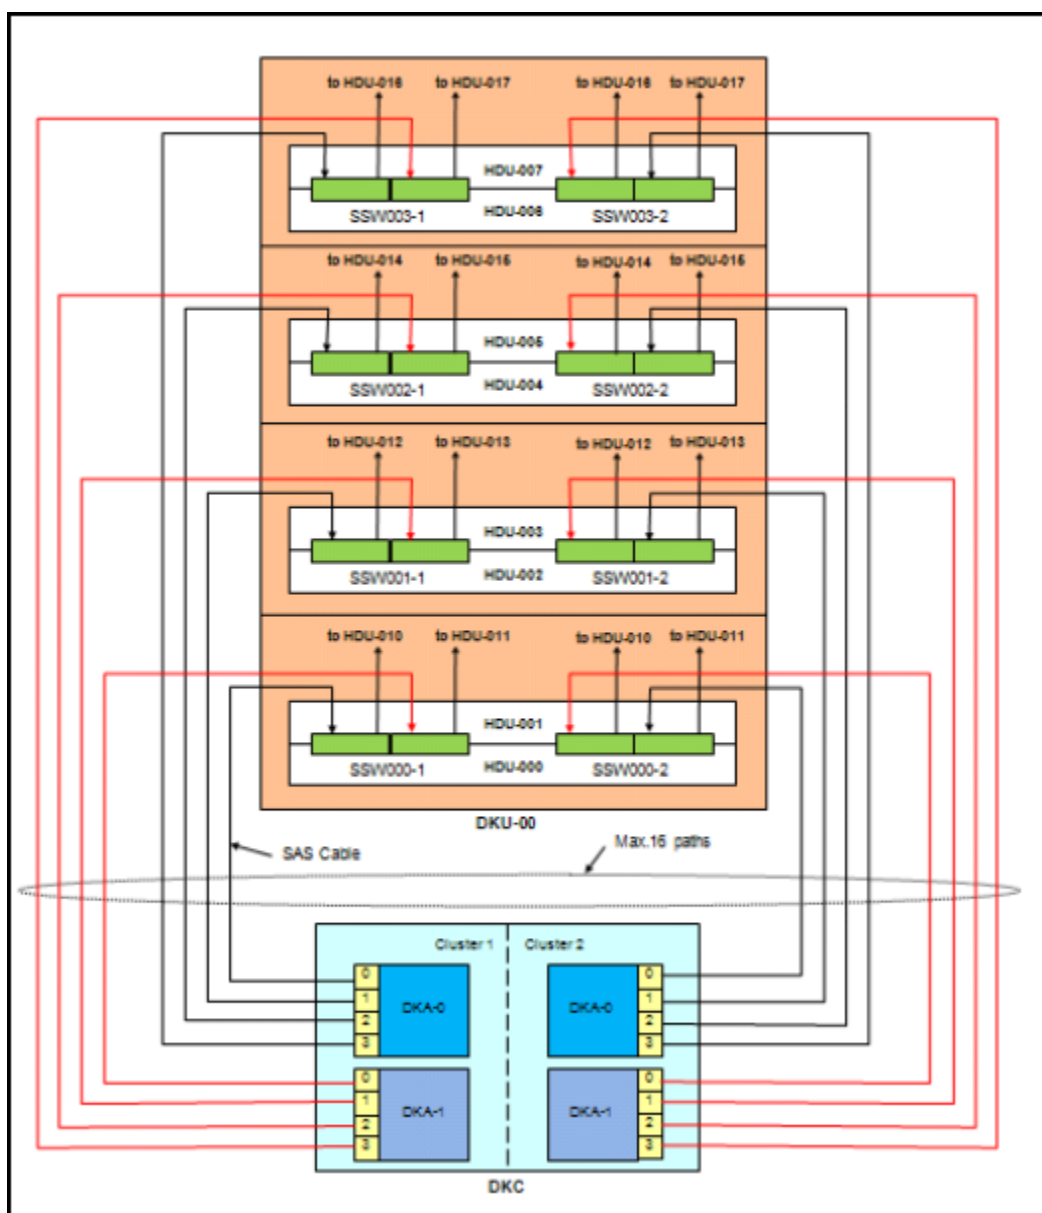 to HDU-016 to HDU-017 to HDU-016 to HDU-017
HDU-007
SSW003-1 HDU-006 SSW003-2
to HDU-014 to HDU-015 to HDU-014 to HDU-015
HDU-005
SSW002-1 HDU-004 SSW002-2
to HDU-012 to HDU-013 to HDU-012 to HDU-013
HDU-003
SSW001-1 HDU-002 SSW001-2
to HDU-010 to HDU-011 to HDU-010 to HDU-011
HDU-001
SSW000-1 HDU-000 SSW000-2
DKU-00
SAS Cable Max.16 paths
Cluster 1 Cluster 2
0 0
1 DKA-0 DKA-0 1
2 2
3 3
0 0
1 DKA-1 DKA-1 1
2 2
3 3
DKC